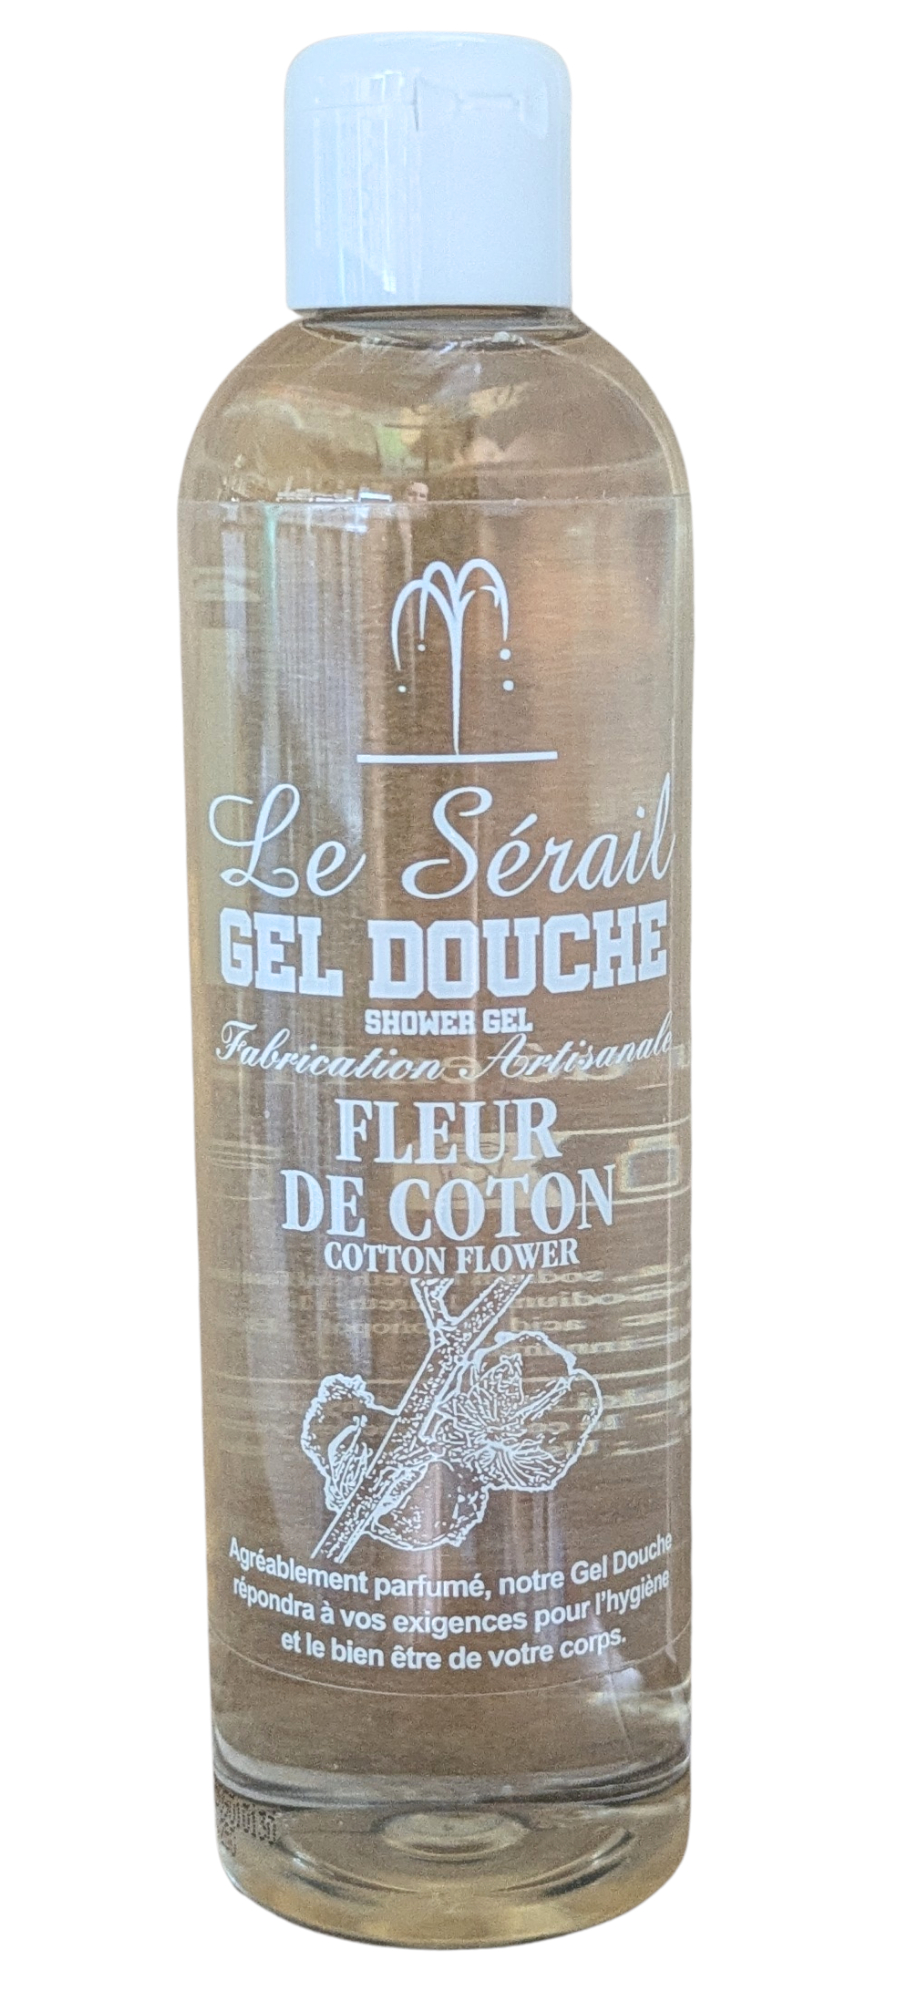 Le Sérail
GEL DOUCHE
SHOWER GEL
Fabrication Artisanale
FLEUR
DE COTON
COTTON FLOWER
Agréablement parfumé, notre Gel Douche
répondra à vos exigences pour l'hygiène
et le bien être de votre corps.